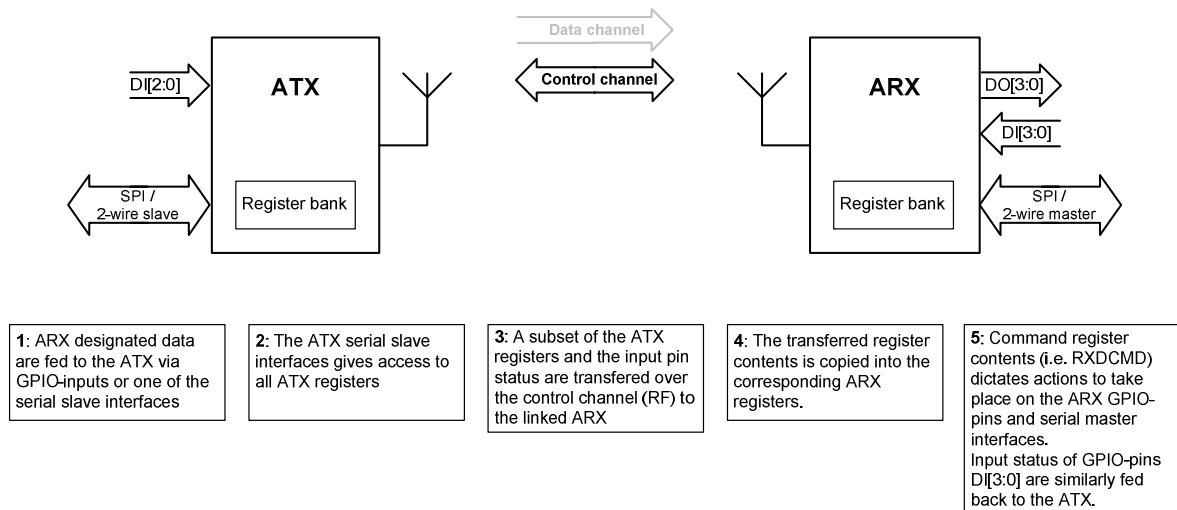 Data channel
Control channel
DI[2:0]
ATX
ARX
DO[3:0]
DI[3:0]
SPI /
2-wire slave
Register bank
Register bank
SPI /
2-wire master
1: ARX designated data
are fed to the ATX via
GPIO-inputs or one of the
serial slave interfaces
2: The ATX serial slave
interfaces gives access to
all ATX registers
3: A subset of the ATX
registers and the input pin
status are transfered over
the control channel (RF) to
the linked ARX
4: The transferred register
contents is copied into the
corresponding ARX
registers.
5: Command register
contents (i.e. RXDCMD)
dictates actions to take
place on the ARX GPIO-
pins and serial master
interfaces.
Input status of GPIO-pins
DI[3:0] are similarly fed
back to the ATX.